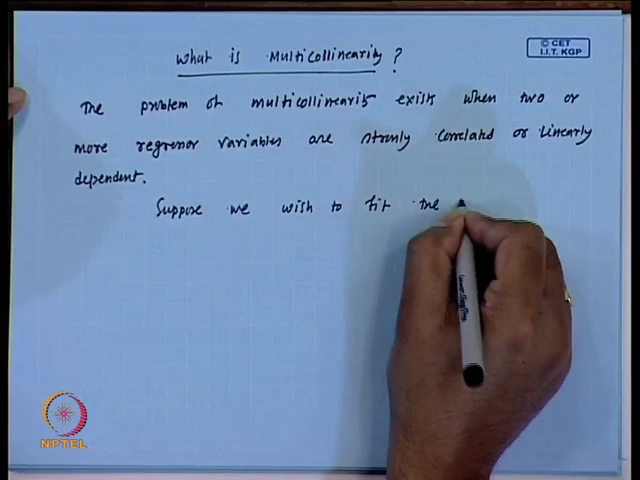 What is Multicollinearity?
© CET
I.I.T. KGP
The problem of multicollinearity exists when two or
more regressor variables are strongly correlated or linearly
dependent.
Suppose we wish to fit the
NPTEL